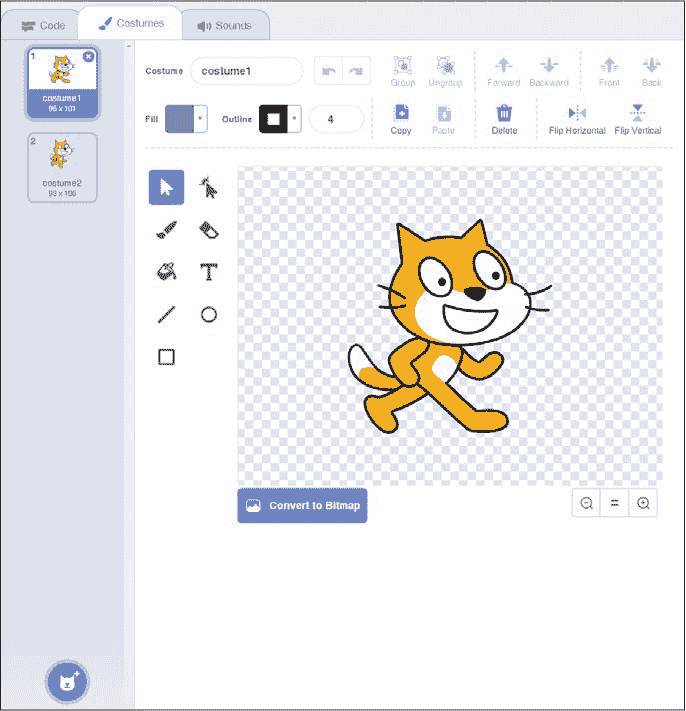 Code Costumes Sounds
1
costume1
96 x 101
2
costume2
93 x 106
Costume costume1
Group Ungroup Forward Backward Front Back
Fill Outline 4
Copy Paste Delete Flip Horizontal Flip Vertical
T
Convert to Bitmap